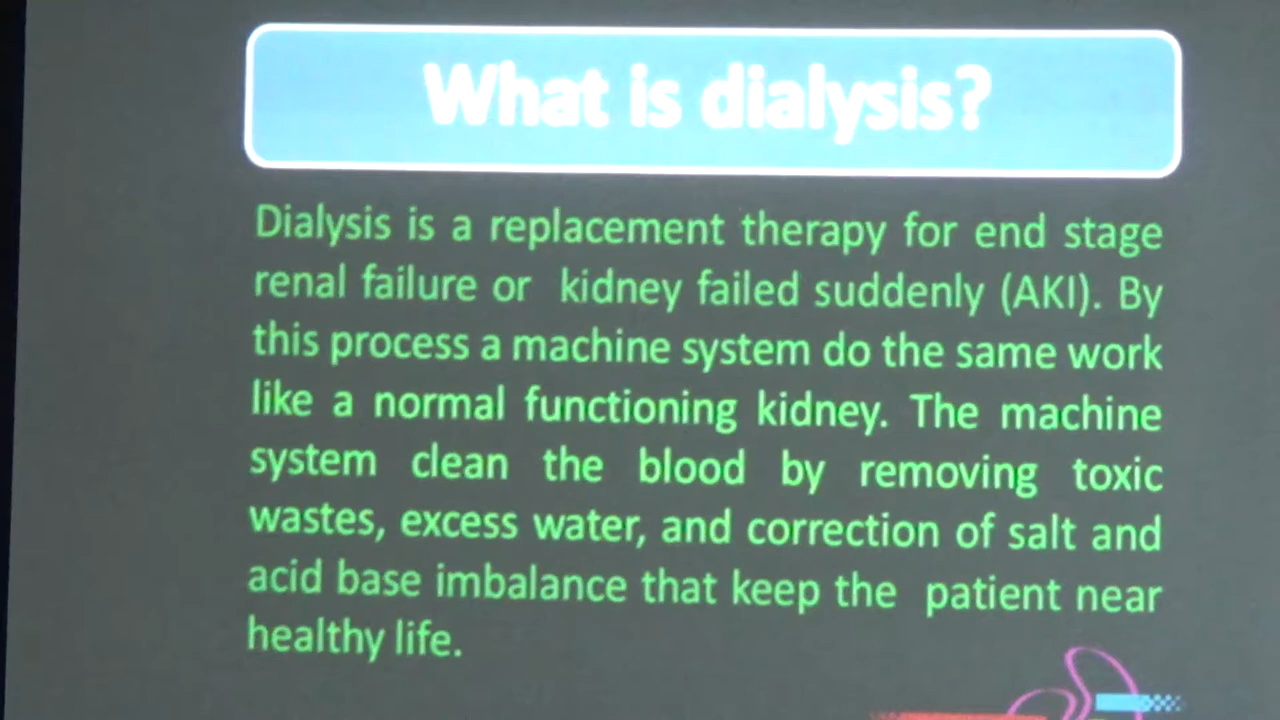 What is dialysis?
Dialysis is a replacement therapy for end stage
renal failure or kidney failed suddenly (AKI). By
this process a machine system do the same work
like a normal functioning kidney. The machine
system clean the blood by removing toxic
wastes, excess water, and correction of salt and
acid base imbalance that keep the patient near
healthy life.